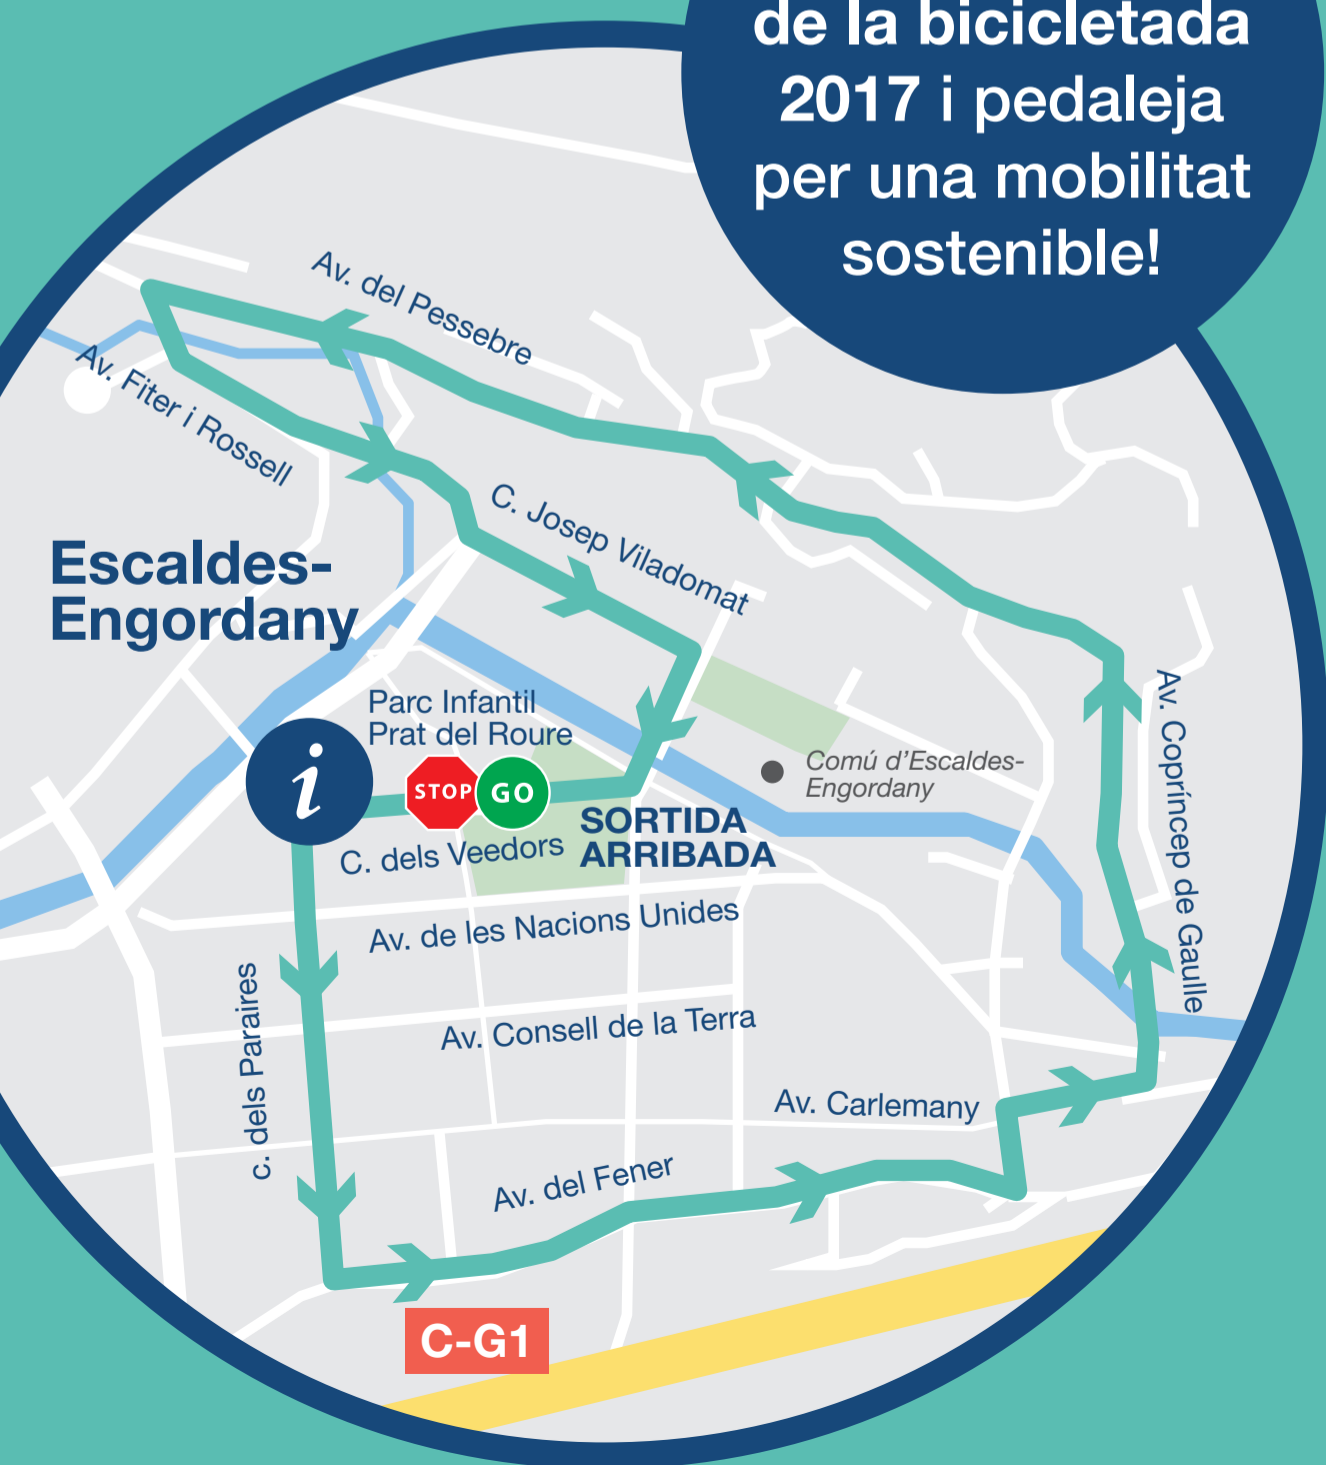 de la bicicletada
2017 i pedaleja
per una mobilitat
sostenible!
Av. del Pessebre
Av. Fiter i Rossell
C. Josep Viladomat
Escaldes-
Engordany
Parc Infantil
Prat del Roure
i
STOP
GO
SORTIDA
ARRIBADA
Comú d'Escaldes-
Engordany
Av. Copríncep de Gaulle
C. dels Veedors
Av. de les Nacions Unides
c. dels Paraires
Av. Consell de la Terra
Av. Carlemany
Av. del Fener
C-G1